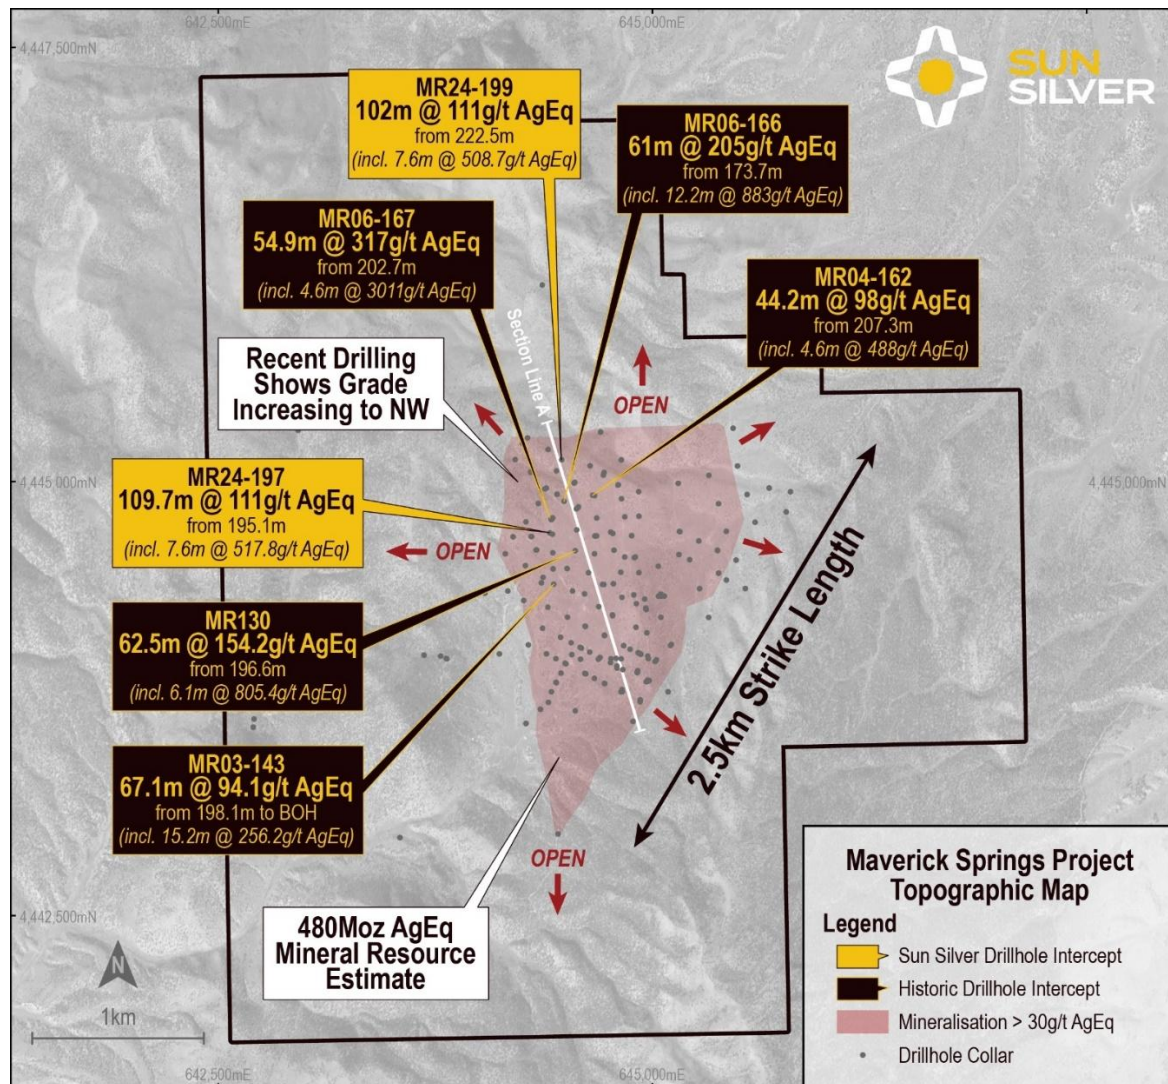 642,500mE
645,000mE
4,447,500mN
SUN
SILVER
MR24-199
102m @ 111g/t AgEq
from 222.5m
(incl. 7.6m @ 508.7g/t AgEq)
MR06-166
61m @ 205g/t AgEq
from 173.7m
(incl. 12.2m @ 883g/t AgEq)
MR06-167
54.9m @ 317g/t AgEq
from 202.7m
(incl. 4.6m @ 3011g/t AgEq)
MR04-162
44.2m @ 98g/t AgEq
from 207.3m
(incl. 4.6m @ 488g/t AgEq)
Section Line A
Recent Drilling
Shows Grade
Increasing to NW
OPEN
4,445,000mN
4,445,000mN
MR24-197
109.7m @ 111g/t AgEq
from 195.1m
(incl. 7.6m @ 517.8g/t AgEq)
OPEN
2.5km Strike Length
MR130
62.5m @ 154.2g/t AgEq
from 196.6m
(incl. 6.1m @ 805.4g/t AgEq)
MR03-143
67.1m @ 94.1g/t AgEq
from 198.1m to BOH
(incl. 15.2m @ 256.2g/t AgEq)
OPEN
480Moz AgEq
Mineral Resource
Estimate
4,442,500mN
N
1km
Maverick Springs Project
Topographic Map
Legend
Sun Silver Drillhole Intercept
Historic Drillhole Intercept
Mineralisation > 30g/t AgEq
Drillhole Collar
642,500mE
645,000mE